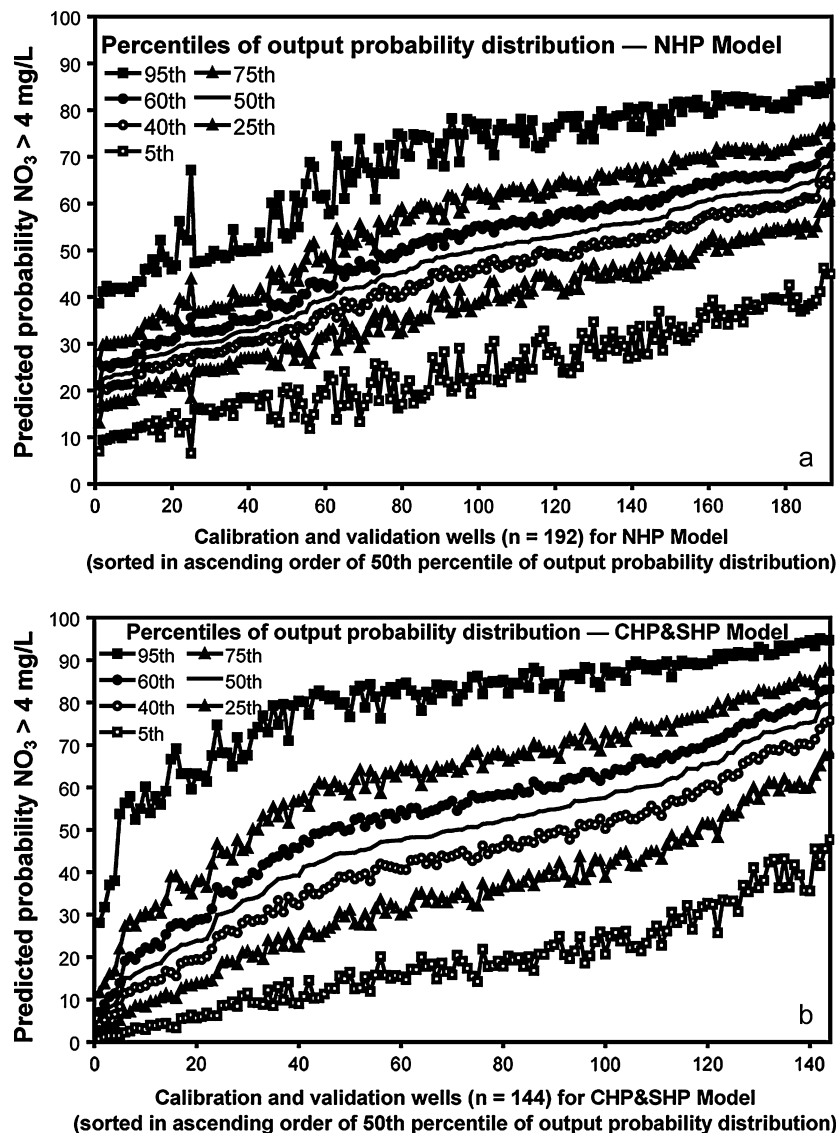 Percentiles of output probability distribution — NHP Model
95th 75th
60th 50th
40th 25th
5th
Predicted probability NO3 > 4 mg/L
100
90
80
70
60
50
40
30
20
10
0
a
0 20 40 60 80 100 120 140 160 180
Calibration and validation wells (n = 192) for NHP Model
(sorted in ascending order of 50th percentile of output probability distribution)
Percentiles of output probability distribution — CHP&SHP Model
95th 75th
60th 50th
40th 25th
5th
Predicted probability NO3 > 4 mg/L
100
90
80
70
60
50
40
30
20
10
0
b
0 20 40 60 80 100 120 140
Calibration and validation wells (n = 144) for CHP&SHP Model
(sorted in ascending order of 50th percentile of output probability distribution)